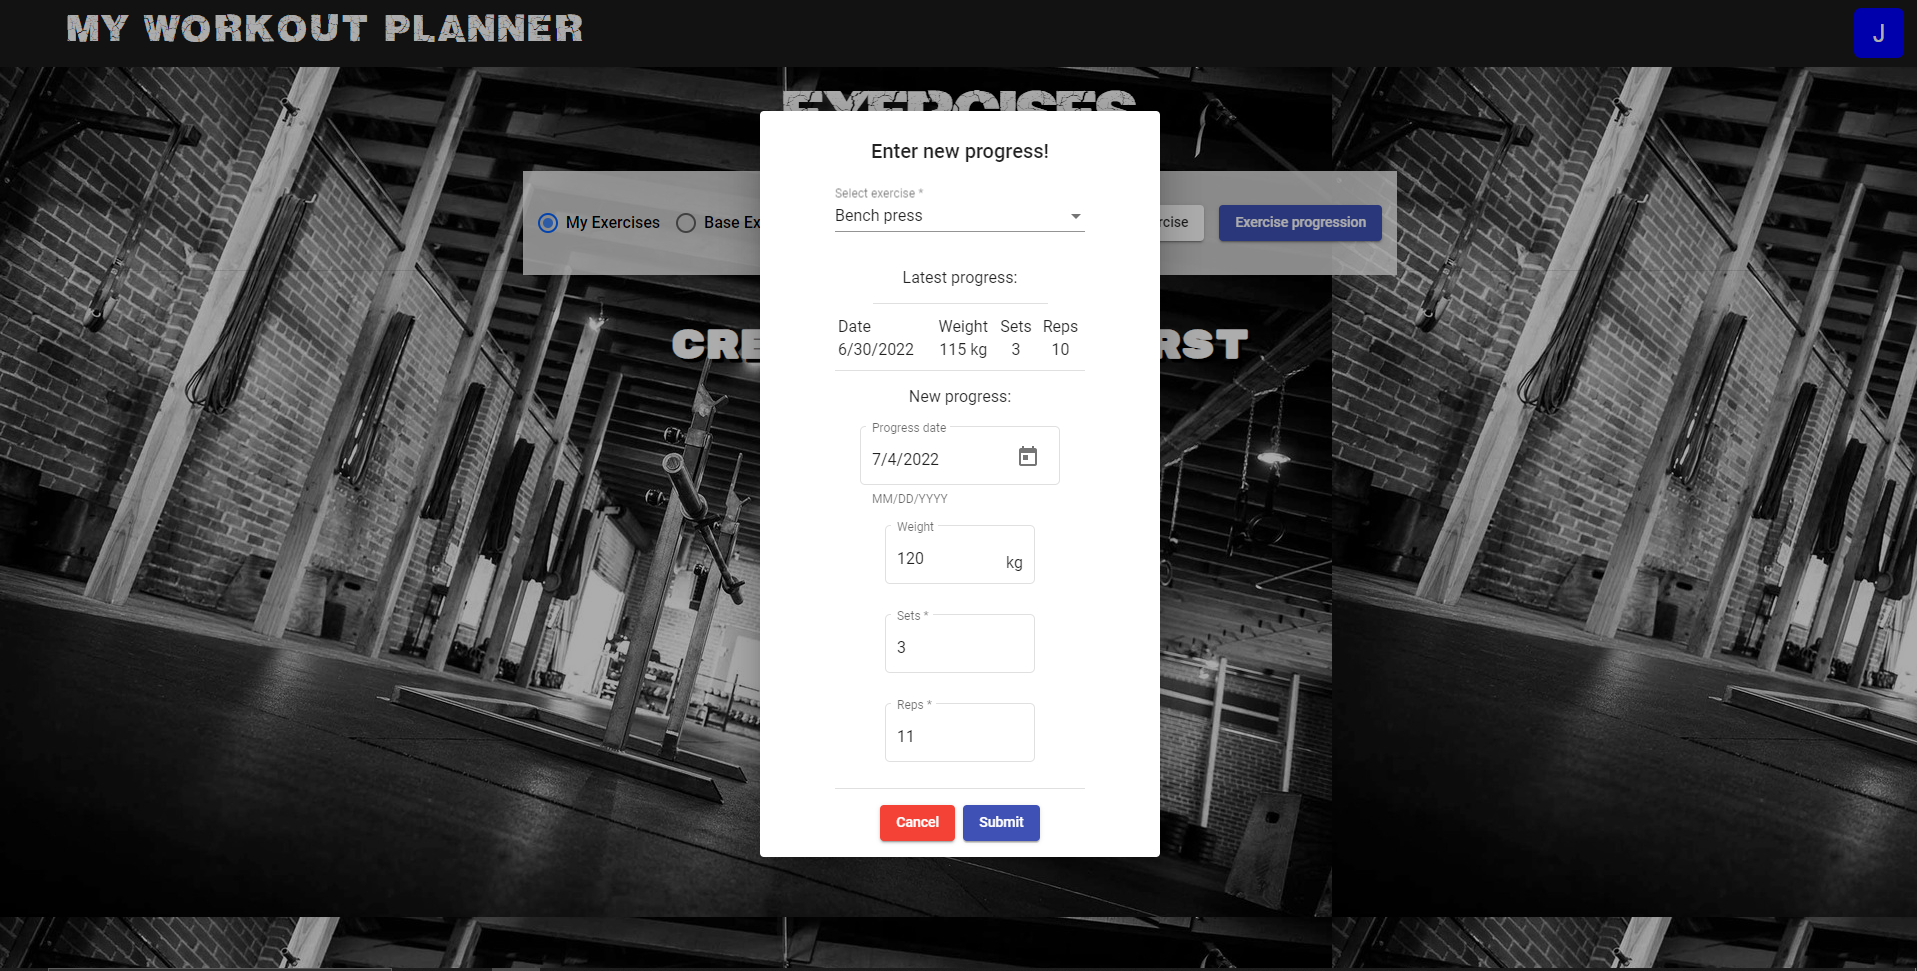 MY WORKOUT PLANNER
J
EXERCISES
Enter new progress!
Select exercise *
Bench press
My Exercises
Base Ex
rcise
Exercise progression
Latest progress:
Date Weight Sets Reps
6/30/2022 115 kg 3 10
CRE
RST
New progress:
Progress date
7/4/2022
MM/DD/YYYY
Weight
120 kg
Sets *
3
Reps *
11
Cancel Submit